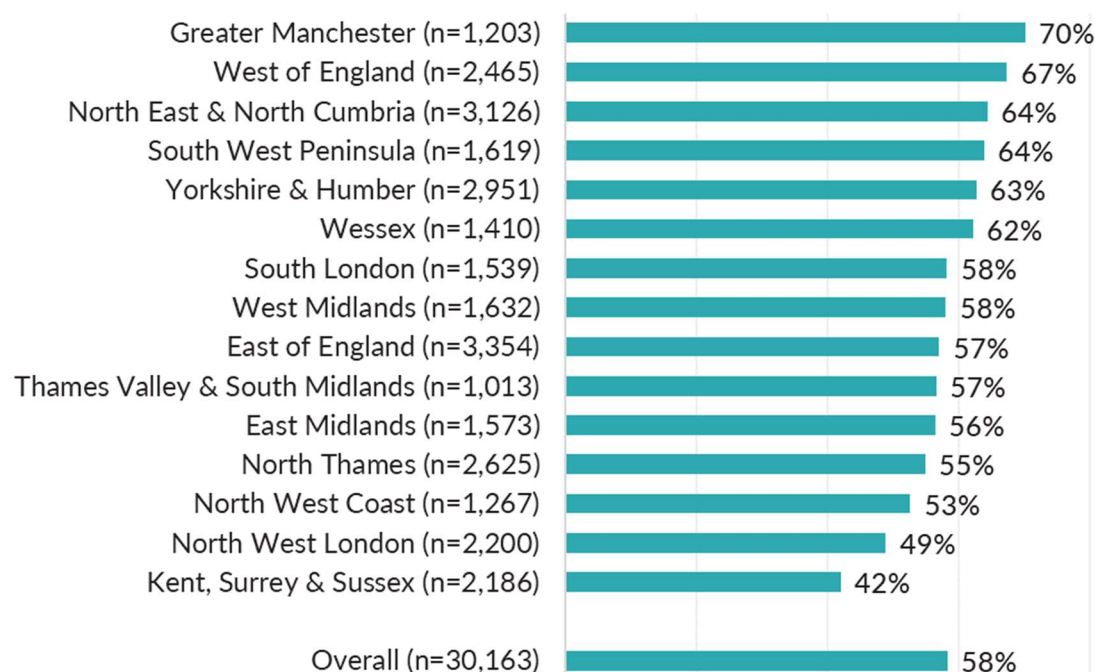 Greater Manchester (n=1,203) 70%
West of England (n=2,465) 67%
North East & North Cumbria (n=3,126) 64%
South West Peninsula (n=1,619) 64%
Yorkshire & Humber (n=2,951) 63%
Wessex (n=1,410) 62%
South London (n=1,539) 58%
West Midlands (n=1,632) 58%
East of England (n=3,354) 57%
Thames Valley & South Midlands (n=1,013) 57%
East Midlands (n=1,573) 56%
North Thames (n=2,625) 55%
North West Coast (n=1,267) 53%
North West London (n=2,200) 49%
Kent, Surrey & Sussex (n=2,186) 42%
Overall (n=30,163) 58%